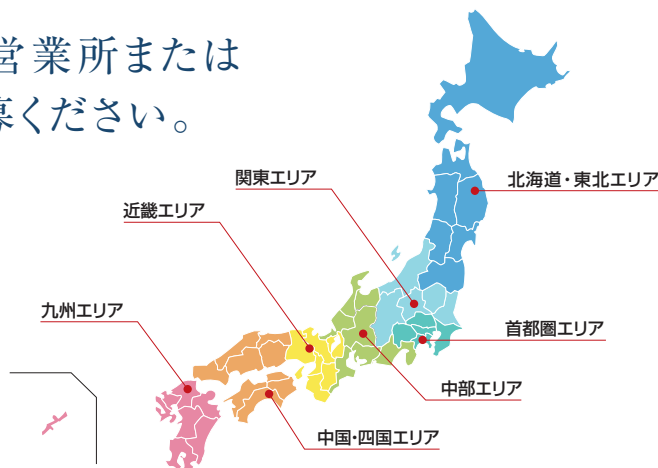 営業所または
募ください。
関東エリア
北海道・東北エリア
近畿エリア
九州エリア
首都圏エリア
中部エリア
中国・四国エリア